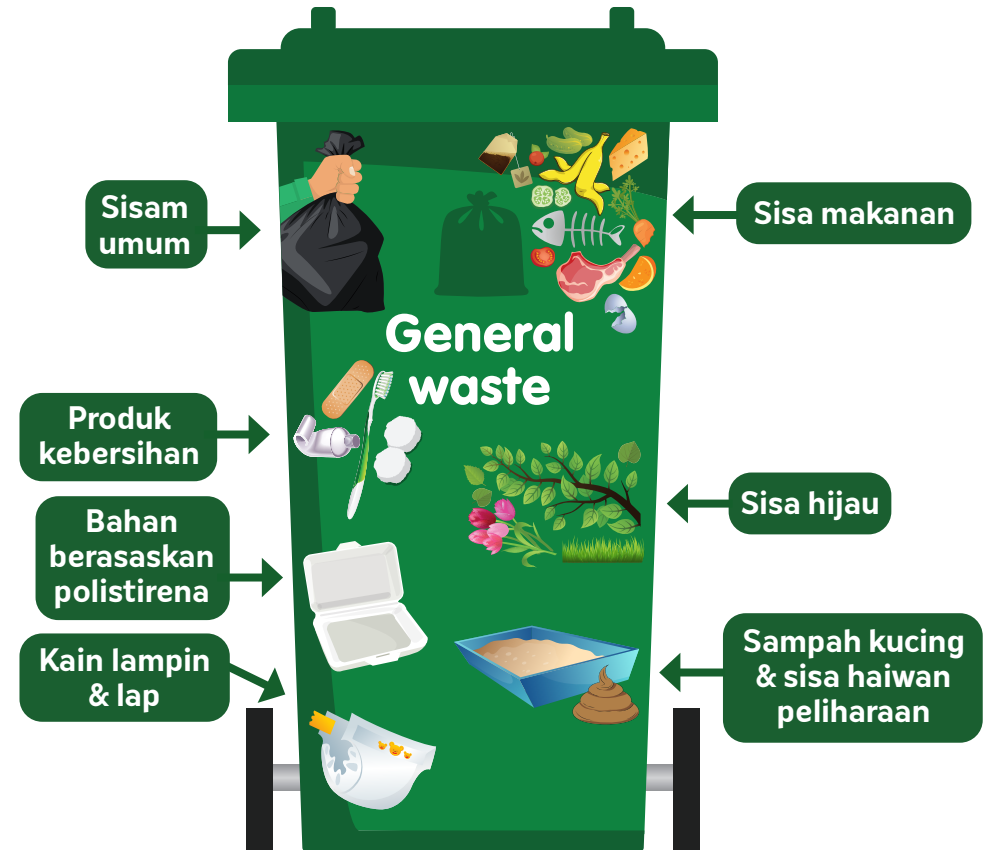 Sisam
umum
Sisa makanan
General
waste
Produk
kebersihan
Sisa hijau
Bahan
berasaskan
polistirena
Kain lampin
& lap
Sampah kucing
& sisa haiwan
peliharaan